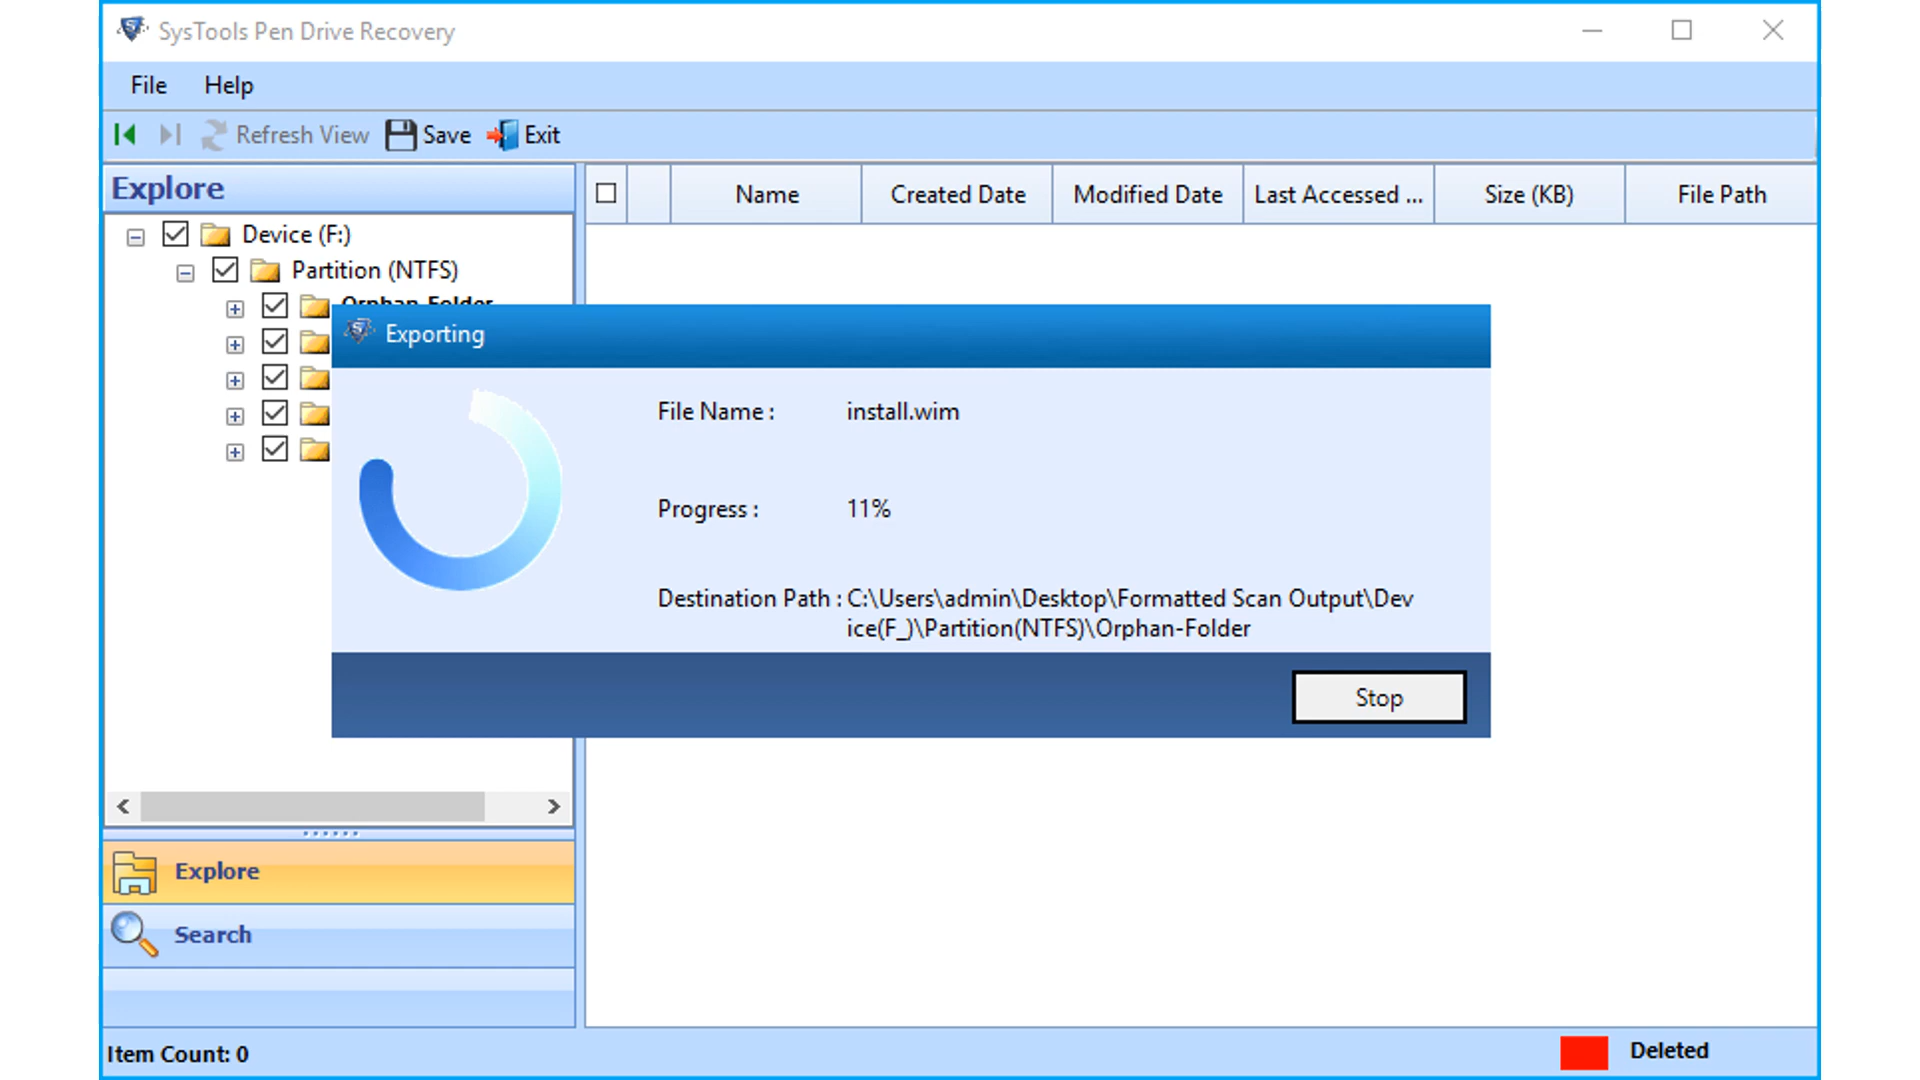 SysTools Pen Drive Recovery
File Help
Refresh View Save Exit
Explore
Name Created Date Modified Date Last Accessed ... Size (KB) File Path
Device (F:)
Partition (NTFS)
Orphan-Folder
Exporting
File Name : install.wim
Progress : 11%
Destination Path : C:\Users\admin\Desktop\Formatted Scan Output\Dev
ice(F_)\Partition(NTFS)\Orphan-Folder
Stop
Explore
Search
Item Count: 0
Deleted